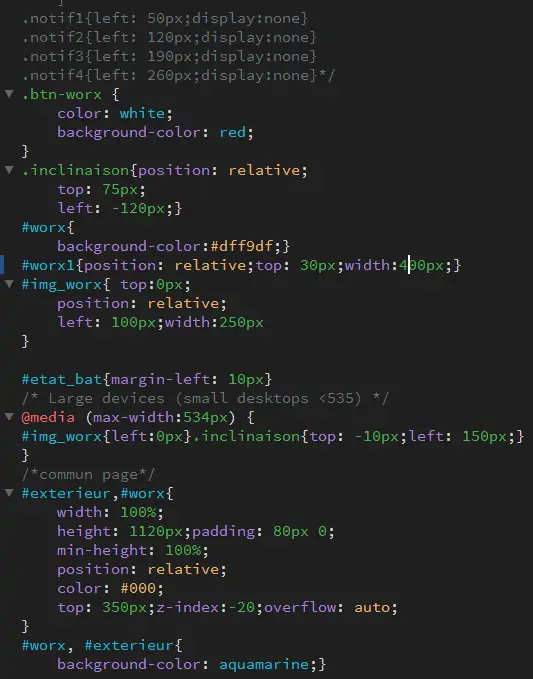 .notif1{left: 50px;display:none}
.notif2{left: 120px;display:none}
.notif3{left: 190px;display:none}
.notif4{left: 260px;display:none}*/
.btn-worx {
color: white;
background-color: red;
}
.inclinaison{position: relative;
top: 75px;
left: -120px;}
#worx{
background-color:#dff9df;}
#worx1{position: relative;top: 30px;width:400px;}
#img_worx{ top:0px;
position: relative;
left: 100px;width:250px
}
#etat_bat{margin-left: 10px}
/* Large devices (small desktops <535) */
@media (max-width:534px) {
#img_worx{left:0px}.inclinaison{top: -10px;left: 150px;}
}
/*commun page*/
#exterieur,#worx{
width: 100%;
height: 1120px;padding: 80px 0;
min-height: 100%;
position: relative;
color: #000;
top: 350px;z-index:-20;overflow: auto;
}
#worx, #exterieur{
background-color: aquamarine;}